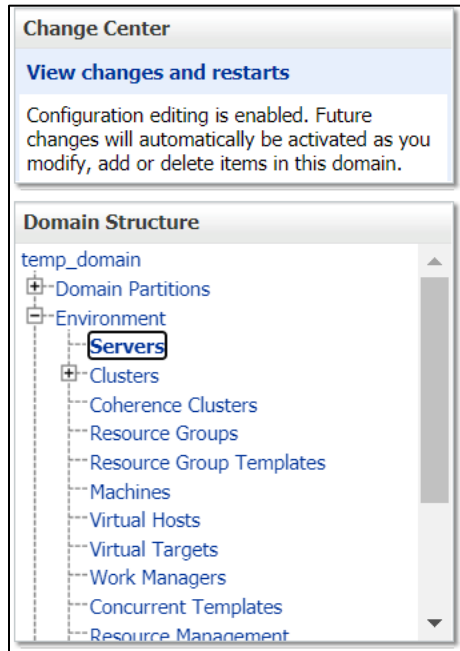 Change Center
View changes and restarts
Configuration editing is enabled. Future
changes will automatically be activated as you
modify, add or delete items in this domain.
Domain Structure
temp_domain
Domain Partitions
Environment
Servers
Clusters
Coherence Clusters
Resource Groups
Resource Group Templates
Machines
Virtual Hosts
Virtual Targets
Work Managers
Concurrent Templates
Resource Management